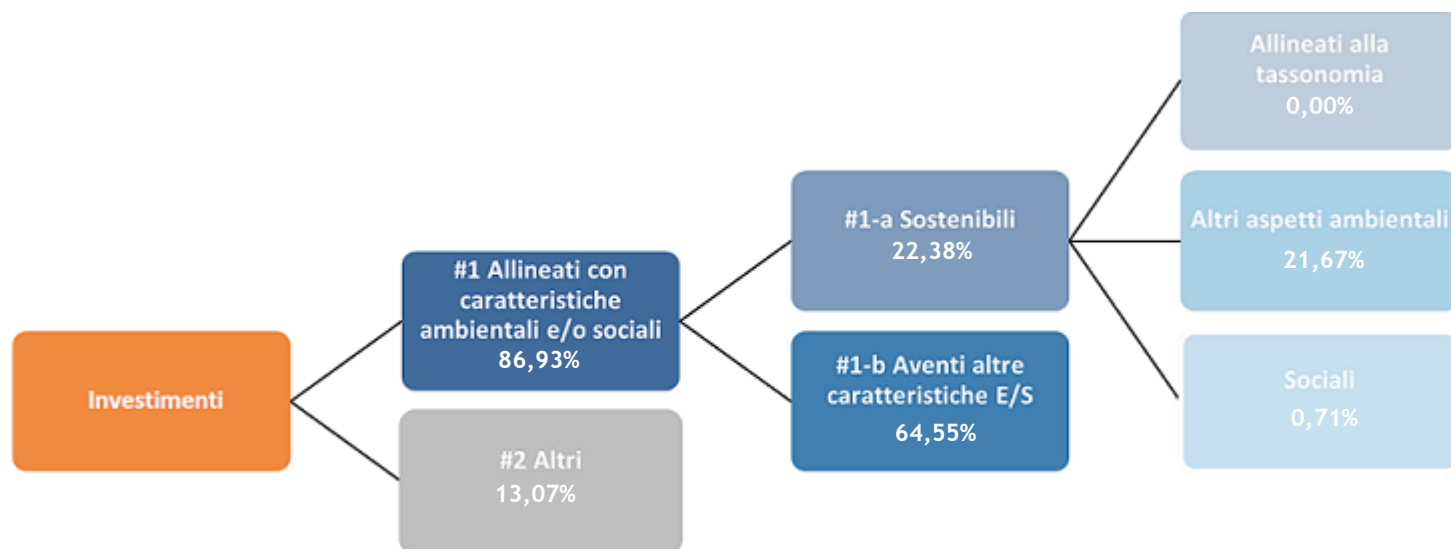 Investimenti
#1 Allineati con
caratteristiche
ambientali e/o sociali
86,93%
#2 Altri
13,07%
#1-a Sostenibili
22,38%
#1-b Aventi altre
caratteristiche E/S
64,55%
Allineati alla
tassonomia
0,00%
Altri aspetti ambientali
21,67%
Sociali
0,71%